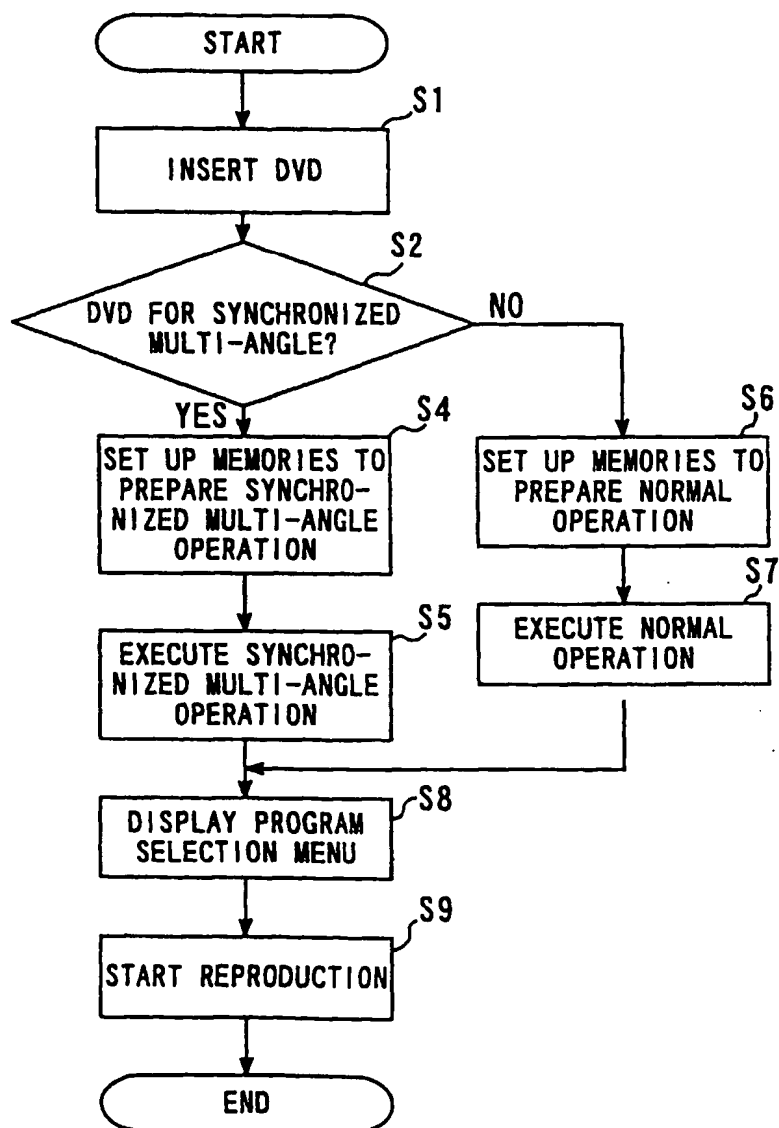 START
S1
INSERT DVD
S2
DVD FOR SYNCHRONIZED
MULTI-ANGLE?
NO
YES
S4
SET UP MEMORIES TO
PREPARE SYNCHRO-
NIZED MULTI-ANGLE
OPERATION
S6
SET UP MEMORIES TO
PREPARE NORMAL
OPERATION
S5
EXECUTE SYNCHRO-
NIZED MULTI-ANGLE
OPERATION
S7
EXECUTE NORMAL
OPERATION
S8
DISPLAY PROGRAM
SELECTION MENU
S9
START REPRODUCTION
END